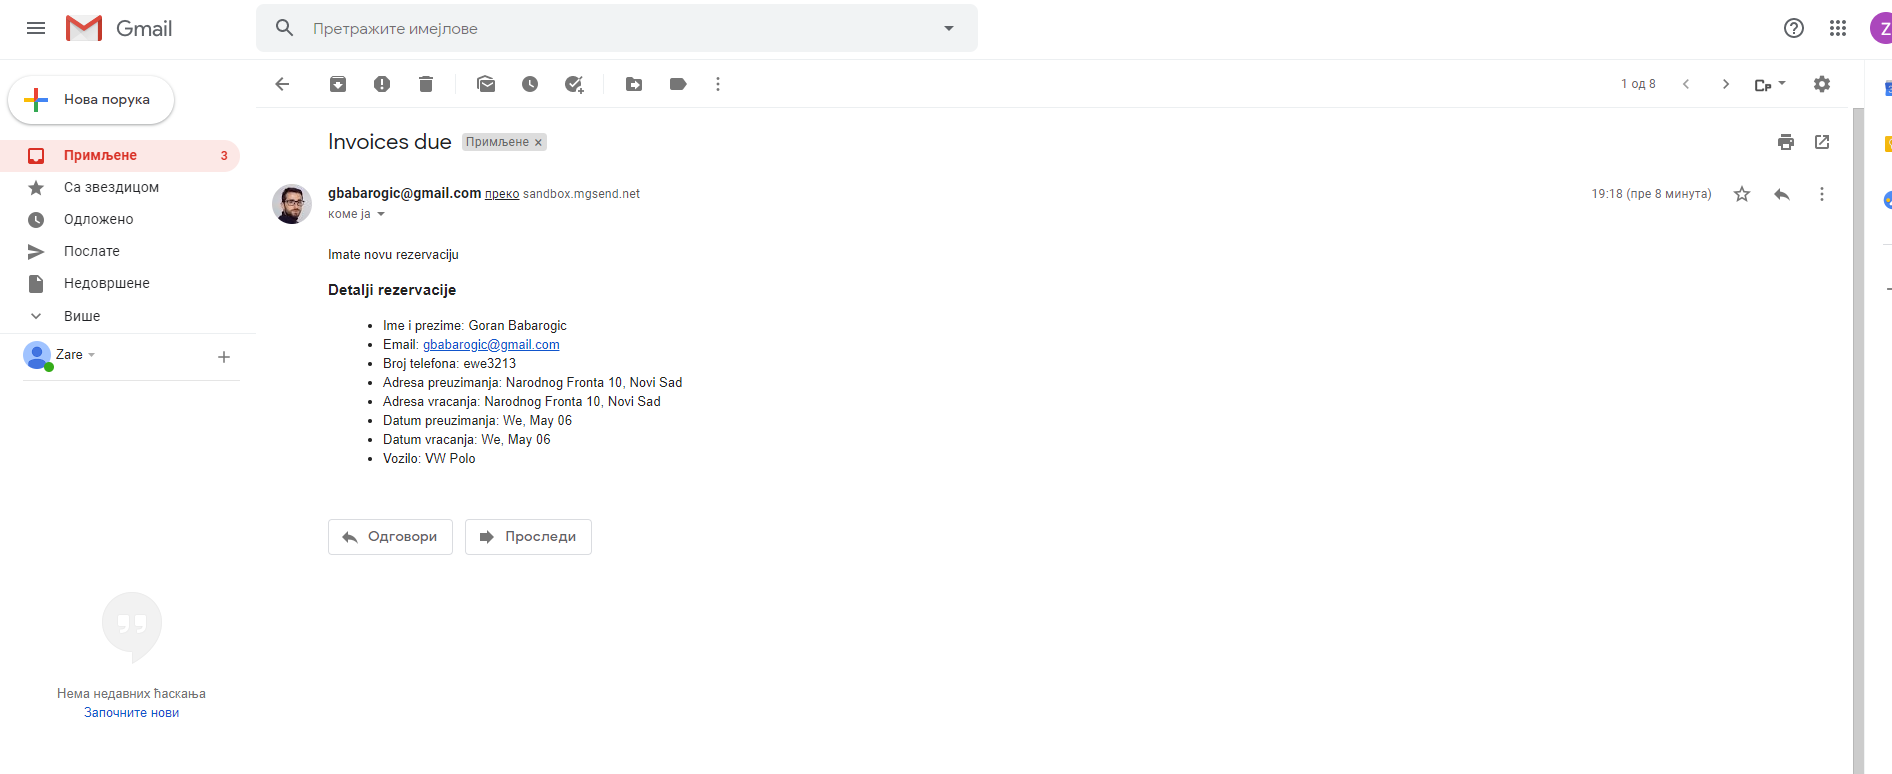 Gmail
Претражите имејлове
Z
Нова порука
1 од 8
Ср
Примљене 3
Са звездицом
Одложено
Послате
Недовршене
Више
Zare
Нема недавних ћаскања
Започните нови
Invoices due Примљене ×
gbabarogic@gmail.com преко sandbox.mgsend.net
19:18 (пре 8 минута)
коме ја
Imate novu rezervaciju
Detalji rezervacije
• Ime i prezime: Goran Babarogic
• Email: gbabarogic@gmail.com
• Broj telefona: ewe3213
• Adresa preuzimanja: Narodnog Fronta 10, Novi Sad
• Adresa vracanja: Narodnog Fronta 10, Novi Sad
• Datum preuzimanja: We, May 06
• Datum vracanja: We, May 06
• Vozilo: VW Polo
Одговори
Проследи